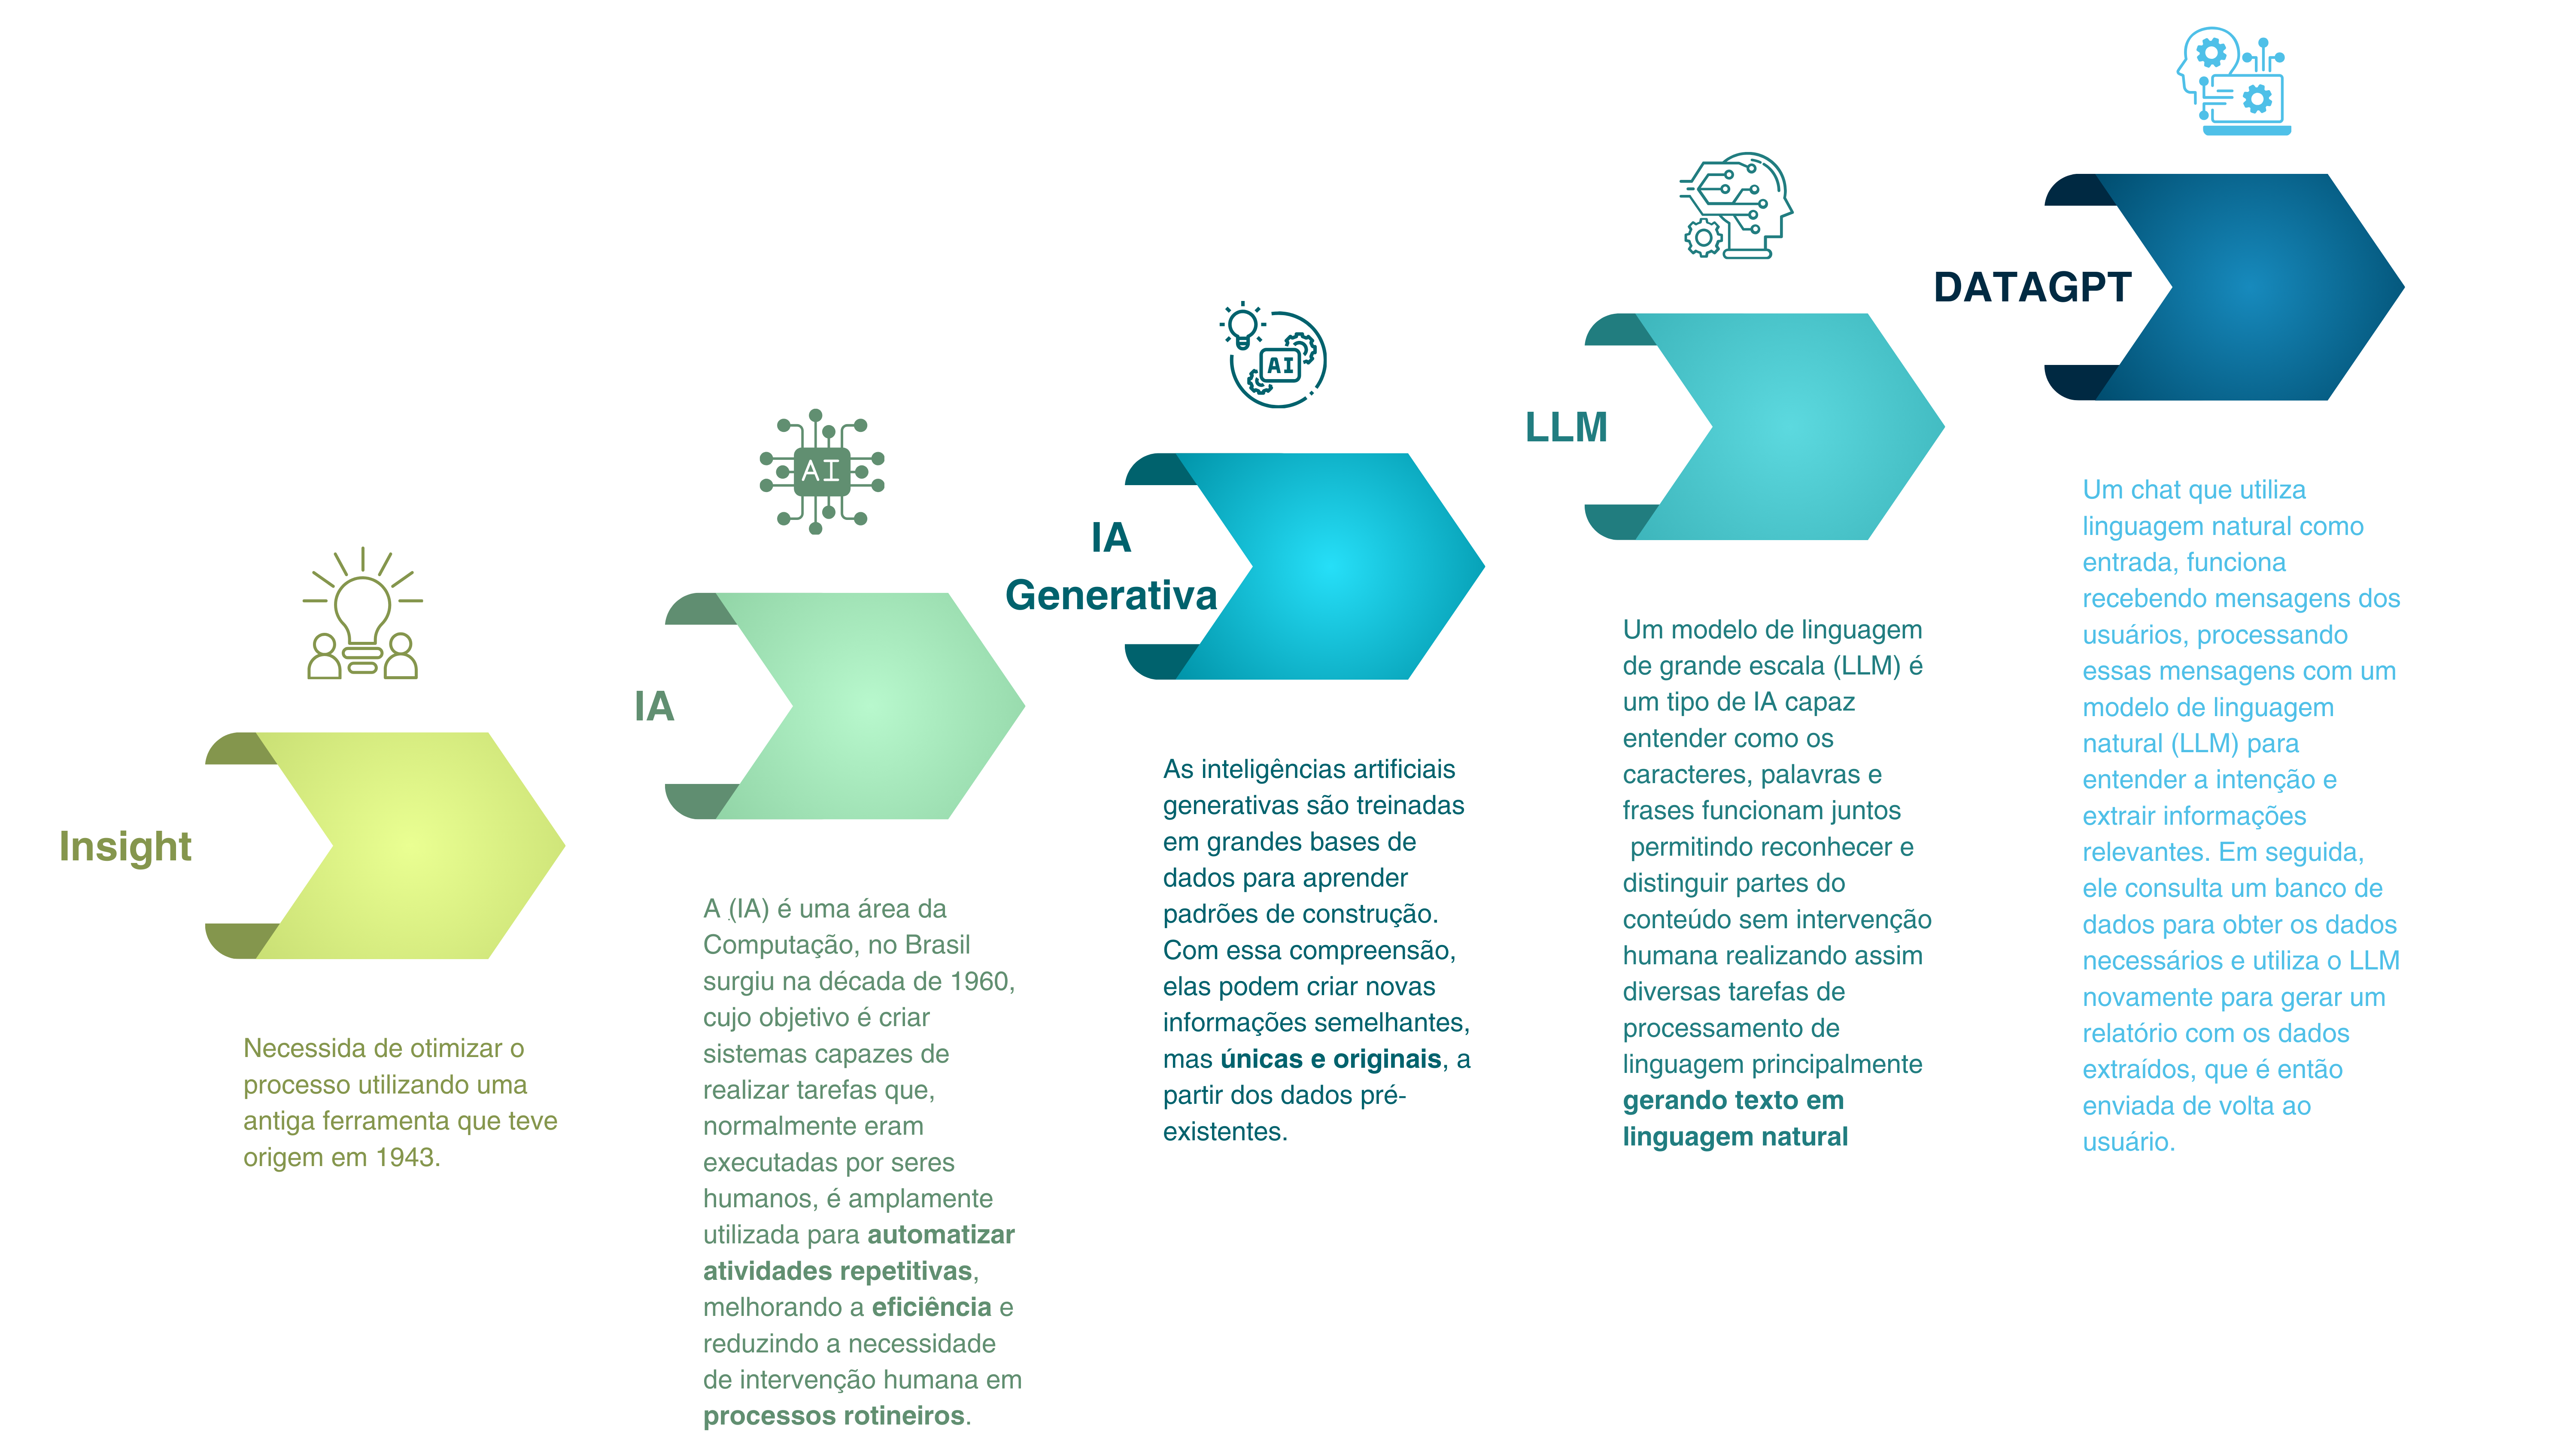 Insight
Necessida de otimizar o
processo utilizando uma
antiga ferramenta que teve
origem em 1943.
AI
IA
A (IA) é uma área da
Computação, no Brasil
surgiu na década de 1960,
cujo objetivo é criar
sistemas capazes de
realizar tarefas que,
normalmente eram
executadas por seres
humanos, é amplamente
utilizada para automatizar
atividades repetitivas,
melhorando a eficiência e
reduzindo a necessidade
de intervenção humana em
processos rotineiros.
AI
IA
Generativa
As inteligências artificiais
generativas são treinadas
em grandes bases de
dados para aprender
padrões de construção.
Com essa compreensão,
elas podem criar novas
informações semelhantes,
mas únicas e originais, a
partir dos dados pré-
existentes.
LLM
Um modelo de linguagem
de grande escala (LLM) é
um tipo de IA capaz
entender como os
caracteres, palavras e
frases funcionam juntos
permitindo reconhecer e
distinguir partes do
conteúdo sem intervenção
humana realizando assim
diversas tarefas de
processamento de
linguagem principalmente
gerando texto em
linguagem natural
DATAGPT
Um chat que utiliza
linguagem natural como
entrada, funciona
recebendo mensagens dos
usuários, processando
essas mensagens com um
modelo de linguagem
natural (LLM) para
entender a intenção e
extrair informações
relevantes. Em seguida,
ele consulta um banco de
dados para obter os dados
necessários e utiliza o LLM
novamente para gerar um
relatório com os dados
extraídos, que é então
enviada de volta ao
usuário.